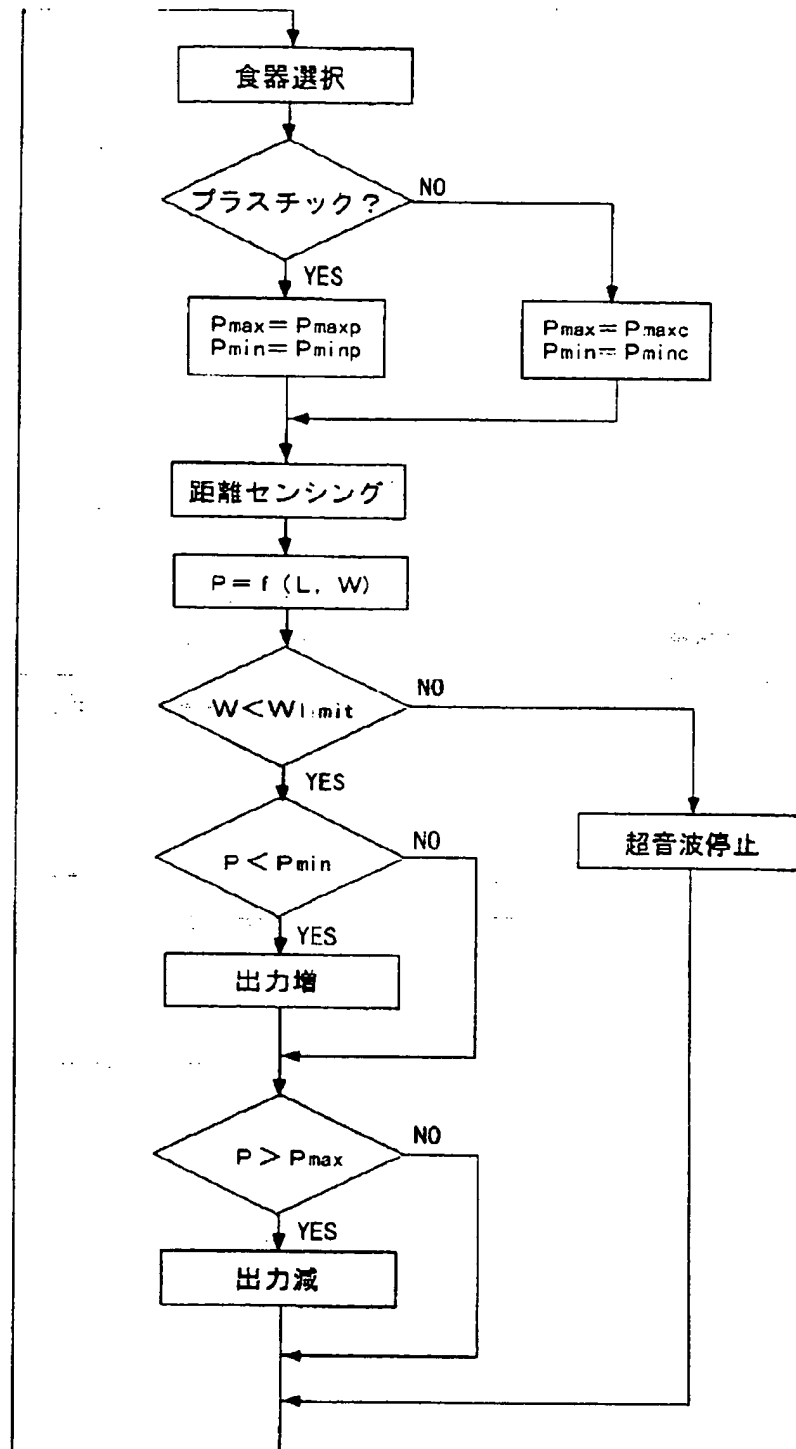 食器選択
プラスチック?
NO
YES
Pmax=Pmaxp
Pmin=Pminp
Pmax=Pmaxc
Pmin=Pminc
距離センシング
P=f(L, W)
W<Wlimit
NO
YES
P<Pmin
NO
超音波停止
YES
出力増
P>Pmax
NO
YES
出力減